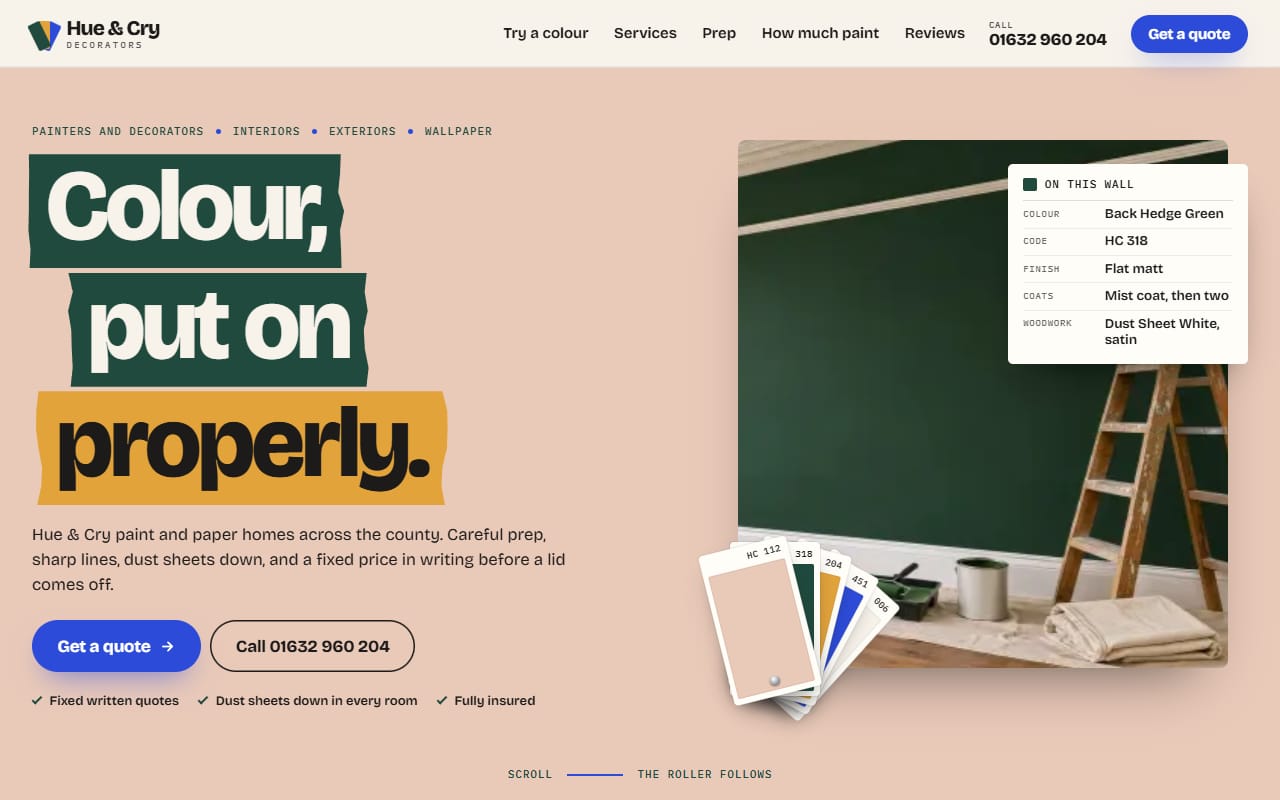 Hue & Cry
DECORATORS
Try a colour
Services
Prep
How much paint
Reviews
CALL
01632 960 204
Get a quote
PAINTERS AND DECORATORS • INTERIORS • EXTERIORS • WALLPAPER
Colour,
put on
properly.
Hue & Cry paint and paper homes across the county. Careful prep,
sharp lines, dust sheets down, and a fixed price in writing before a lid
comes off.
Get a quote →
Call 01632 960 204
Fixed written quotes
Dust sheets down in every room
Fully insured
ON THIS WALL
COLOUR Back Hedge Green
CODE HC 318
FINISH Flat matt
COATS Mist coat, then two
WOODWORK Dust Sheet White,
satin
HC 112
318
204
451
006
SCROLL
THE ROLLER FOLLOWS